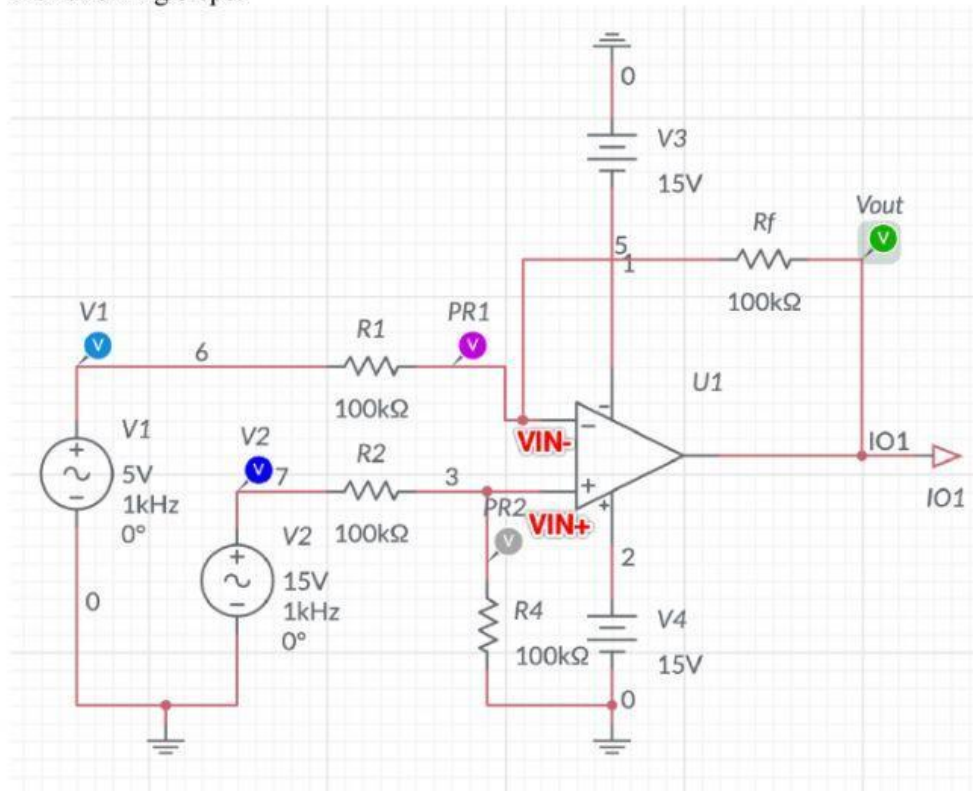 0
V3
15V
Vout
V
Rf
5
1
100kΩ
V1
V
6
R1
PR1
V
100kΩ
U1
V1
5V
1kHz
0°
V2
V
7
R2
100kΩ
3
VIN-
VIN+
PR2
V
IO1
IO1
V2
15V
1kHz
0°
0
2
R4
100kΩ
V4
15V
0